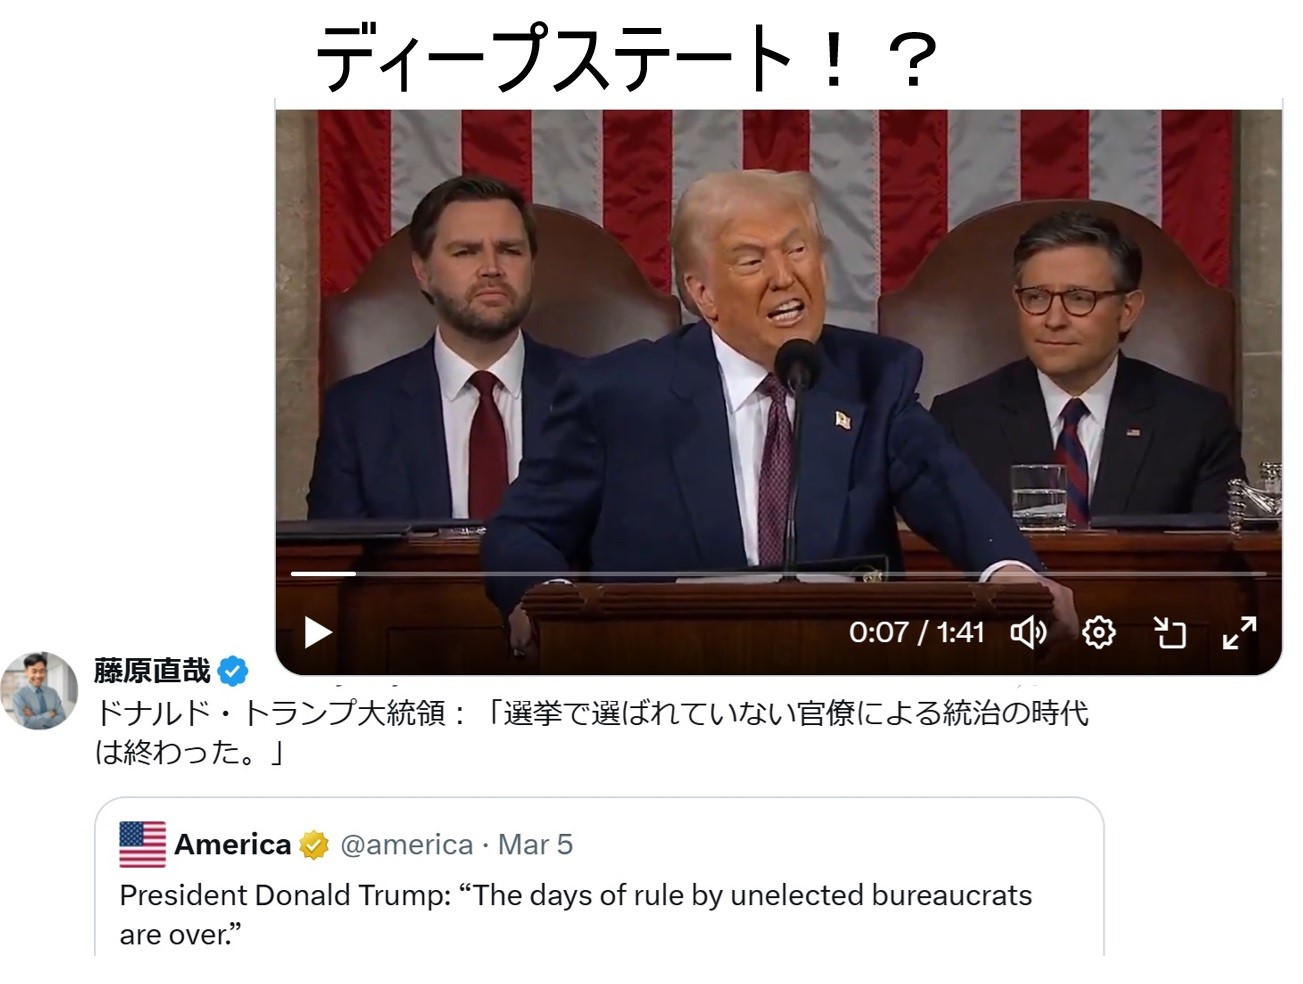 ディープステート！？
0:07 / 1:41
藤原直哉
ドナルド・トランプ大統領：「選挙で選ばれていない官僚による統治の時代
は終わった。」
America @america · Mar 5
President Donald Trump: “The days of rule by unelected bureaucrats
are over.”